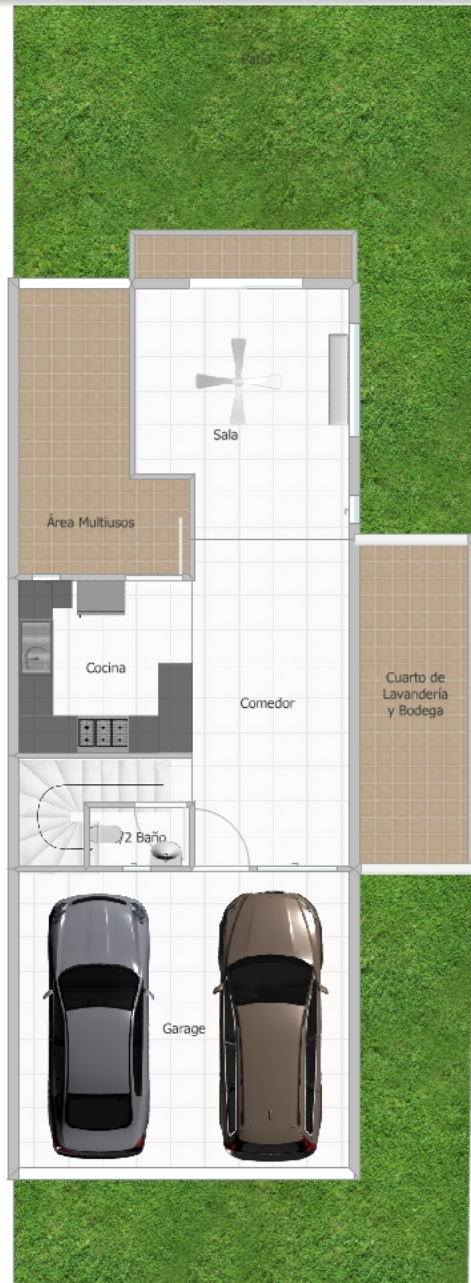 Patio
Sala
Área Multiusos
Cocina
Cuarto de
Lavandería
y Bodega
Comedor
1/2 Baño
Garage